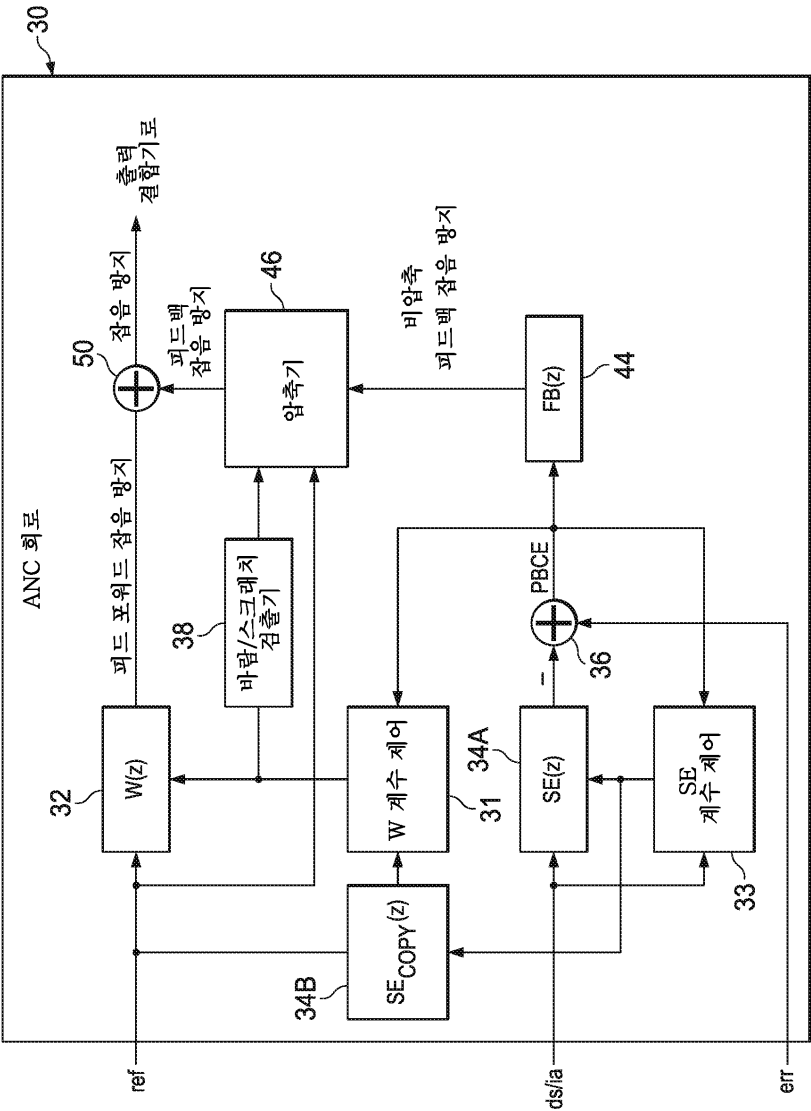 30
ANC 회로
ref
32
W(z)
피드 포워드 잡음 방지
50
잡음 방지
출력
결합기로
38
바람/스크래치
검출기
피드백
잡음 방지
46
압축기
34B
SE COPY (z)
W 계수 제어
31
비압축
피드백 잡음 방지
ds/ia
34A
SE(z)
–
36
PBCE
FB(z)
44
SE
계수 제어
33
err